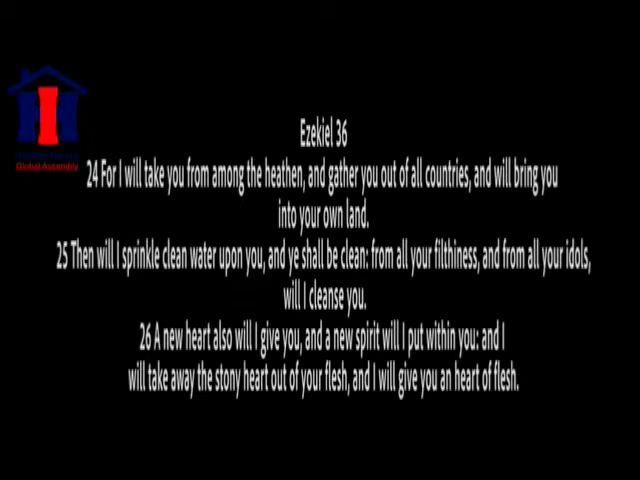 Global Assembly
Ezekiel 36
24 For I will take you from among the heathen, and gather you out of all countries, and will bring you
into your own land.
25 Then will I sprinkle clean water upon you, and ye shall be clean: from all your filthiness, and from all your idols,
will I cleanse you.
26 A new heart also will I give you, and a new spirit will I put within you: and I
will take away the stony heart out of your flesh, and I will give you an heart of flesh.